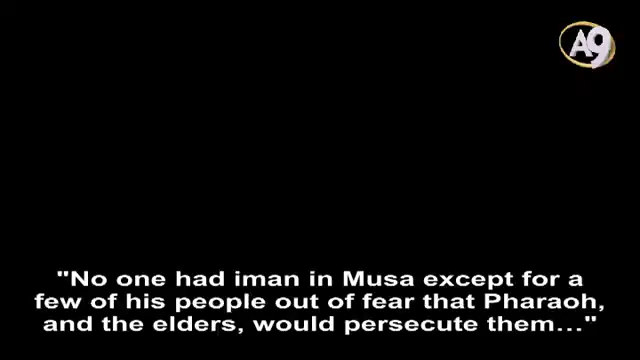 A9
"No one had iman in Musa except for a
few of his people out of fear that Pharaoh,
and the elders, would persecute them..."